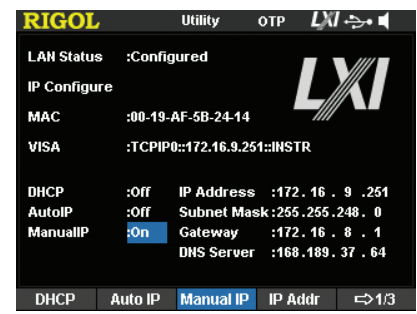 RIGOL Utility OTP LXI
LAN Status :Configured
IP Configure
LXI
MAC :00-19-AF-5B-24-14
VISA :TCPIP0::172.16.9.251::INSTR
DHCP :Off IP Address :172. 16 . 9 .251
AutoIP :Off Subnet Mask:255.255.248. 0
ManualIP :On Gateway :172. 16 . 8 . 1
DNS Server :168.189. 37 . 64
DHCP Auto IP Manual IP IP Addr ⇨1/3